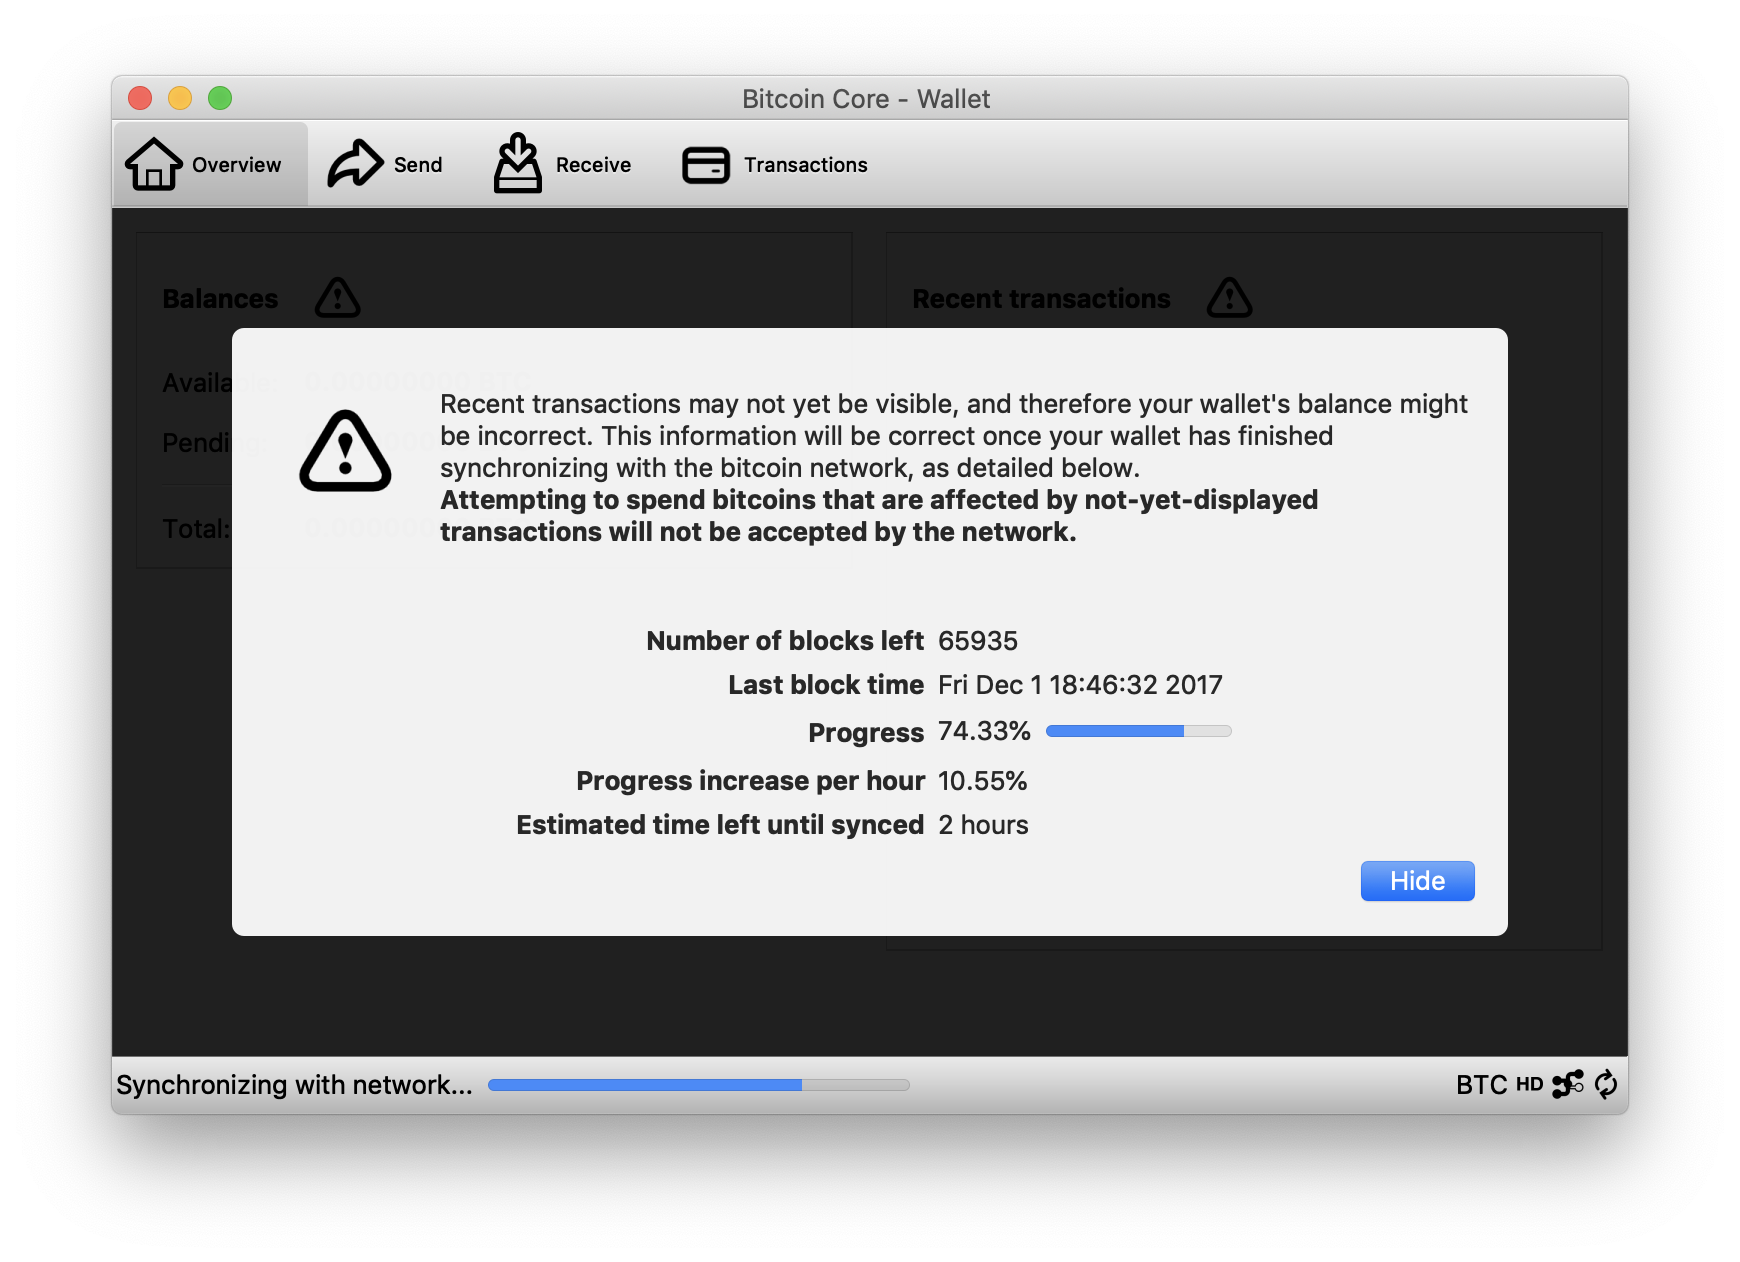 Bitcoin Core - Wallet
Overview
Send
Receive
Transactions
Balances
Recent transactions
Available:
0.00000000 BTC
Pending
Total:
Recent transactions may not yet be visible, and therefore your wallet's balance might
be incorrect. This information will be correct once your wallet has finished
synchronizing with the bitcoin network, as detailed below.
Attempting to spend bitcoins that are affected by not-yet-displayed
transactions will not be accepted by the network.
Number of blocks left 65935
Last block time Fri Dec 1 18:46:32 2017
Progress 74.33%
Progress increase per hour 10.55%
Estimated time left until synced 2 hours
Hide
Synchronizing with network...
BTC HD